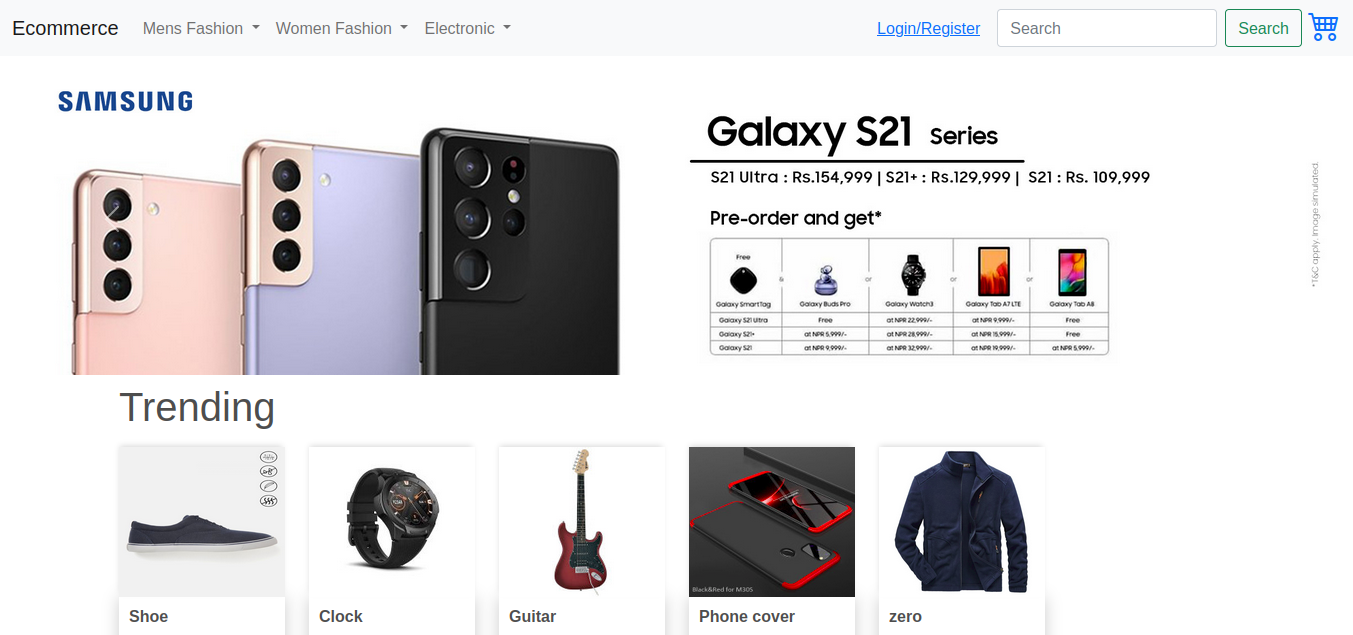 Ecommerce Mens Fashion Women Fashion Electronic Login/Register Search Search
SAMSUNG
Galaxy S21 Series
S21 Ultra : Rs.154,999 | S21+ : Rs.129,999 | S21 : Rs. 109,999
Pre-order and get*
Free
& or or or
Galaxy SmartTag Galaxy Buds Pro Galaxy Watch3 Galaxy Tab A7 LTE Galaxy Tab A8
Galaxy S21 Ultra Free at NPR 22,999/- at NPR 9,999/- Free
Galaxy S21+ at NPR 5,999/- at NPR 28,999/- at NPR 15,999/- Free
Galaxy S21 at NPR 9,999/- at NPR 32,999/- at NPR 19,999/- at NPR 5,999/-
*T&C apply. Image simulated.
Trending
Black&Red for M30S
Shoe Clock Guitar Phone cover zero